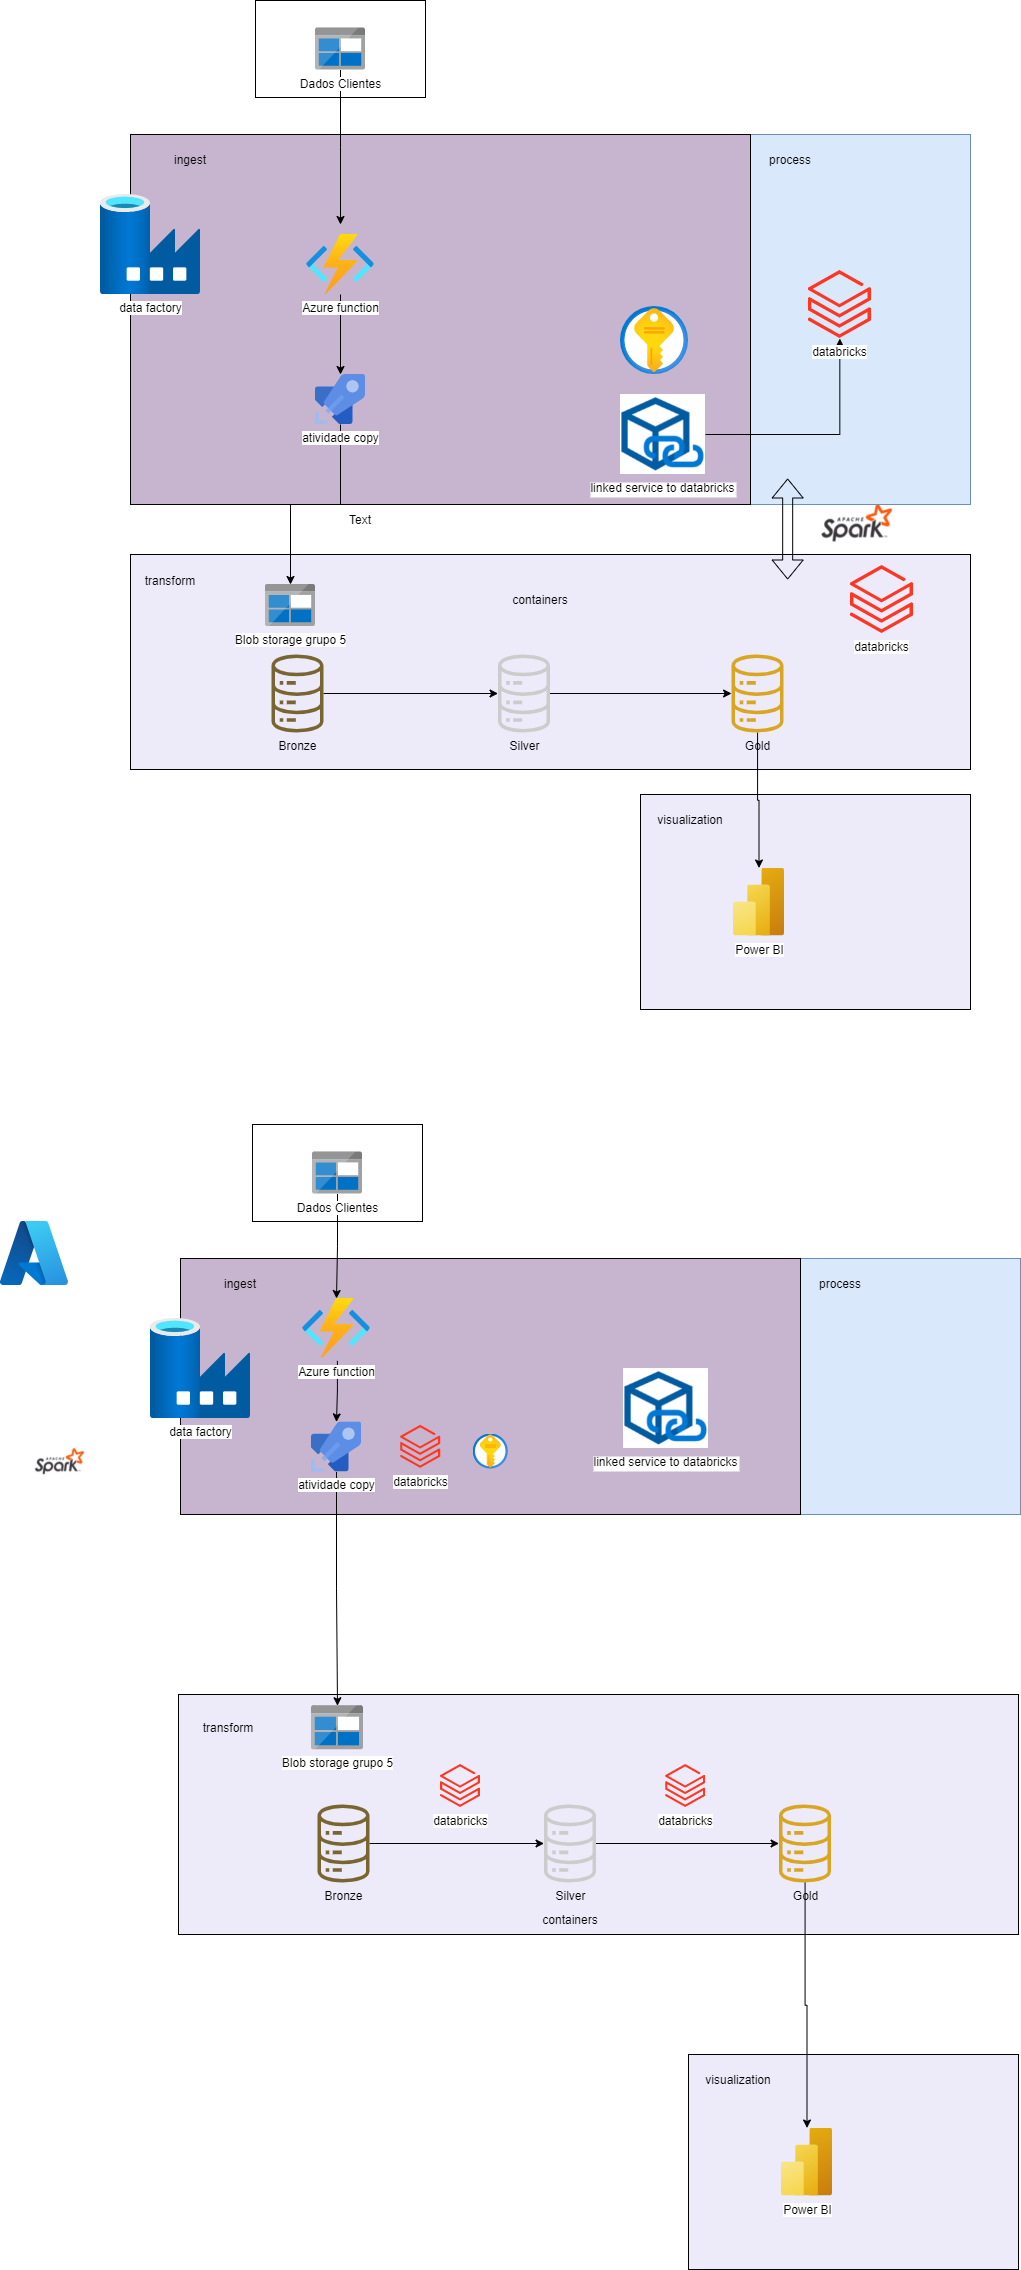 Dados Clientes
ingest
process
data factory
Azure function
databricks
atividade copy
linked service to databricks
Text
APACHE
Spark
transform
containers
Blob storage grupo 5
databricks
Bronze
Silver
Gold
visualization
Power BI
Dados Clientes
ingest
process
Azure function
data factory
APACHE
Spark
atividade copy
databricks
linked service to databricks
transform
Blob storage grupo 5
databricks
databricks
Bronze
Silver
Gold
containers
visualization
Power BI